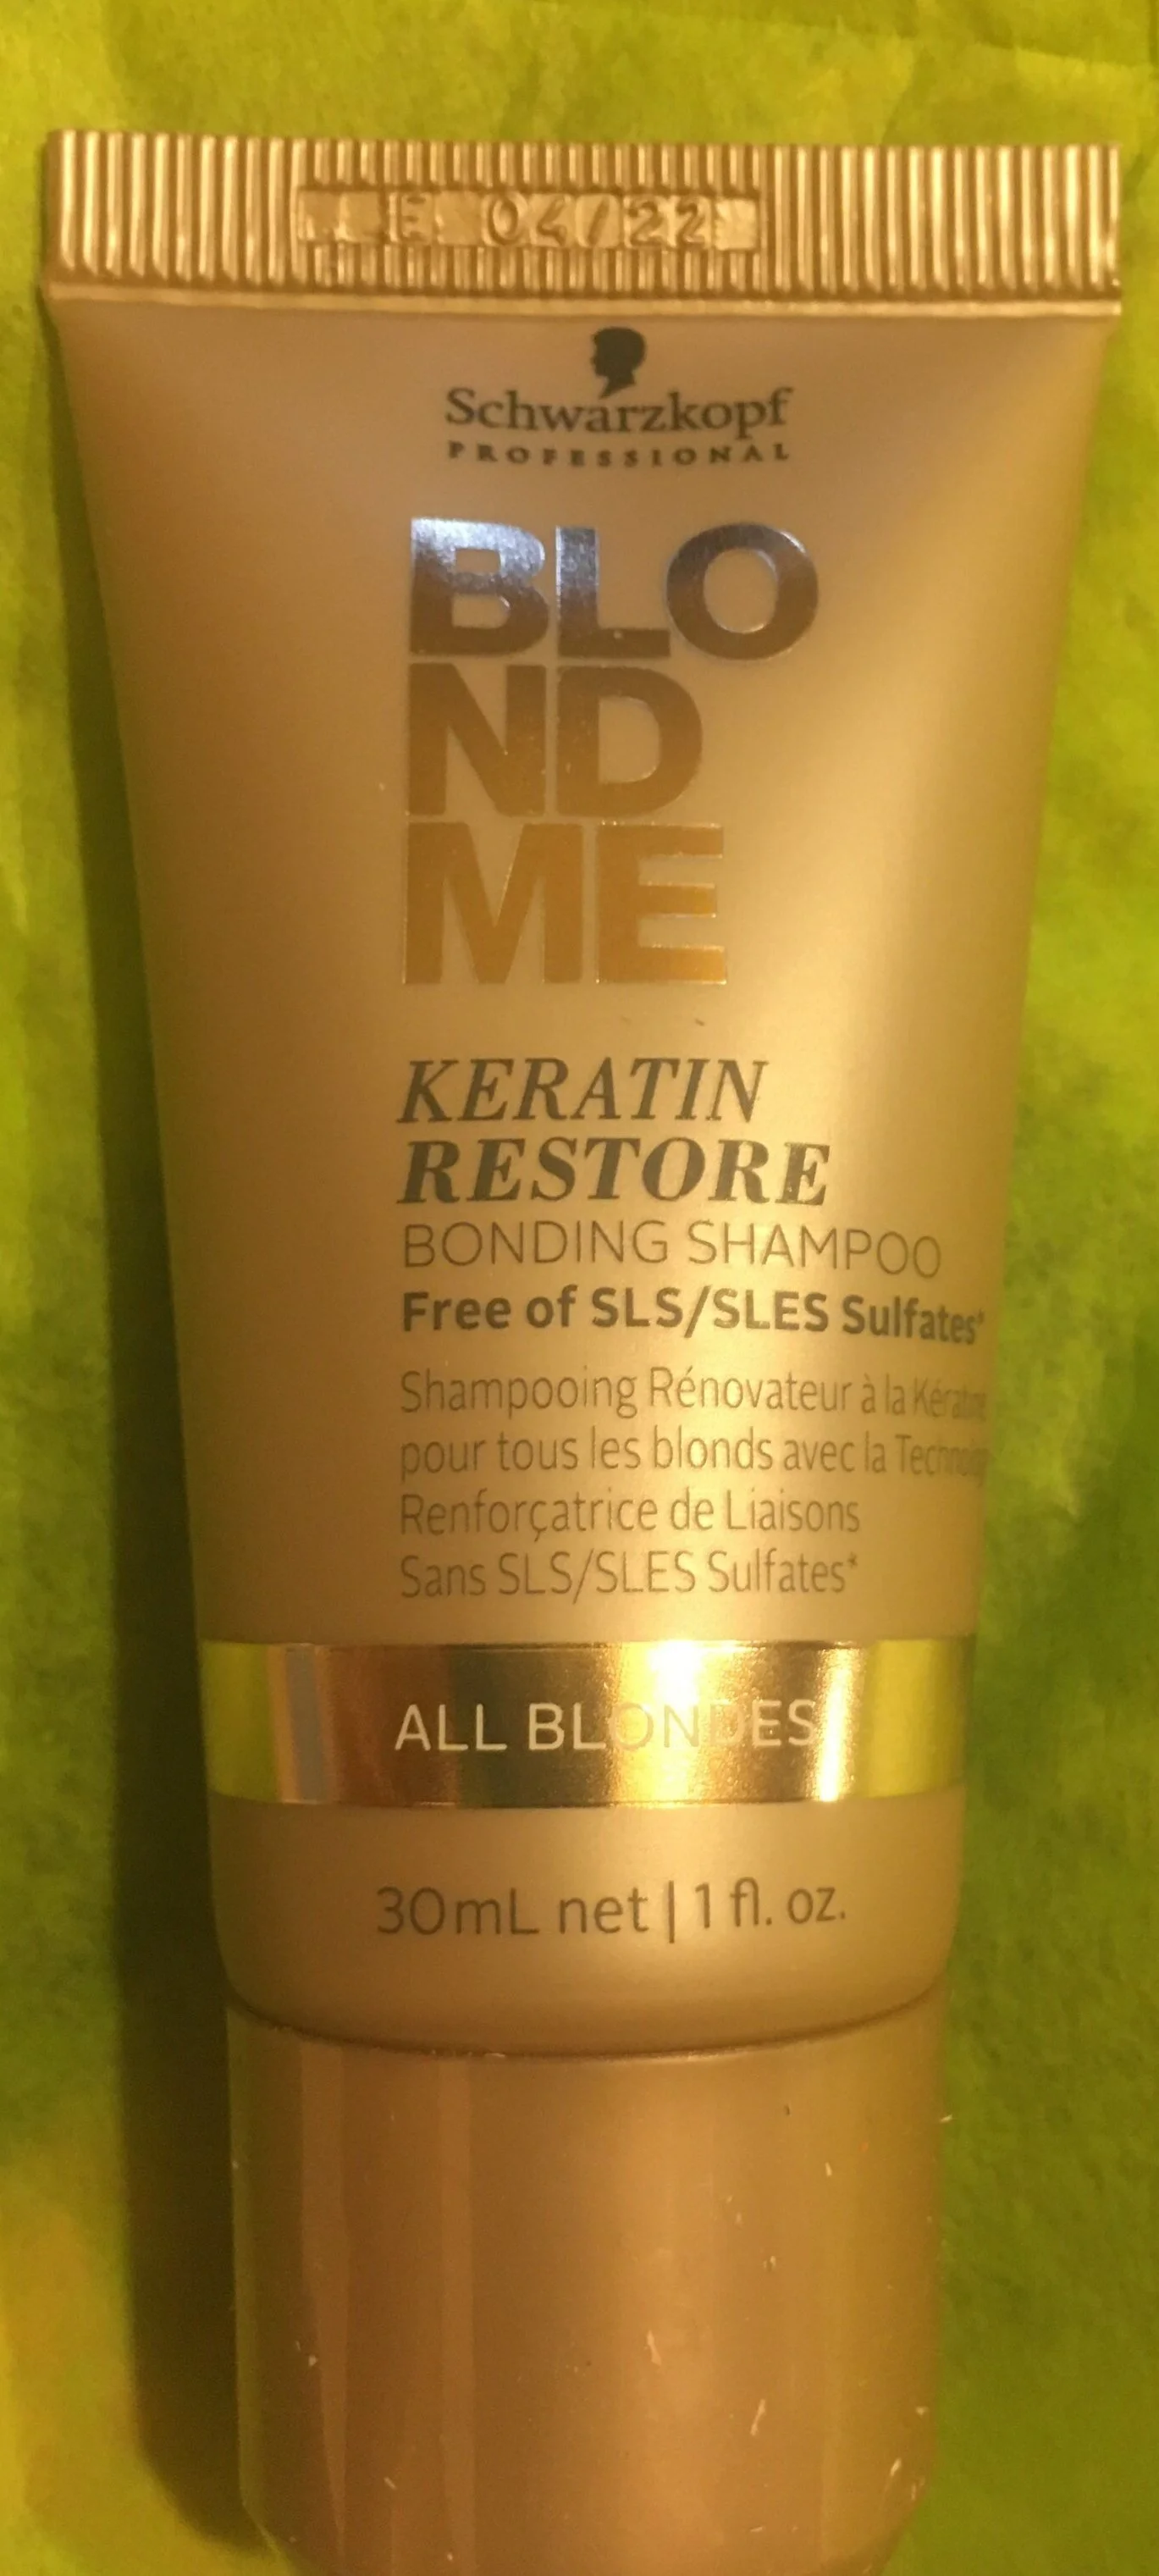 E 04/22
Schwarzkopf
PROFESSIONAL
BLO
ND
ME
KERATIN
RESTORE
BONDING SHAMPOO
Free of SLS/SLES Sulfates*
Shampooing Rénovateur à la
pour tous les blonds avec la
Renforçatrice de Liaisons
Sans SLS/SLES Sulfates*
ALL BLONDES
30mL net | 1 fl. oz.